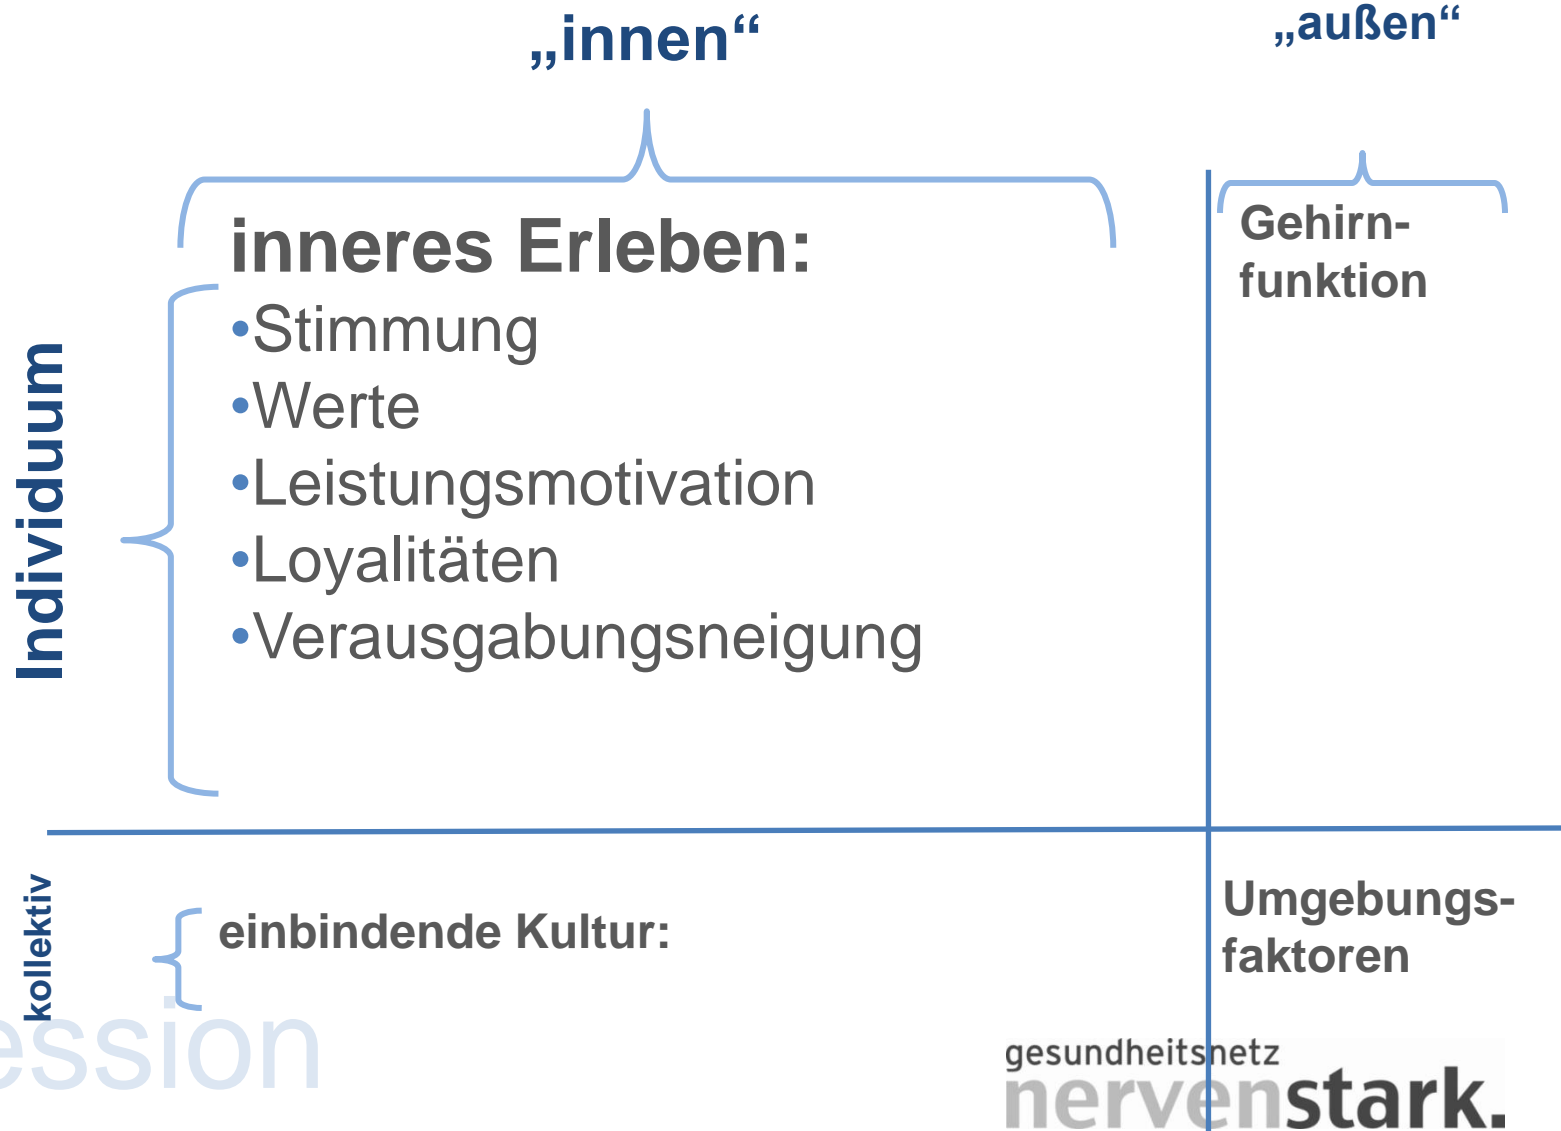 „innen“
„außen“
inneres Erleben:
•Stimmung
•Werte
•Leistungsmotivation
•Loyalitäten
•Verausgabungsneigung
Gehirn-
funktion
Individuum
kollektiv
einbindende Kultur:
Umgebungs-
faktoren
ession
gesundheitsnetz
nervenstark.